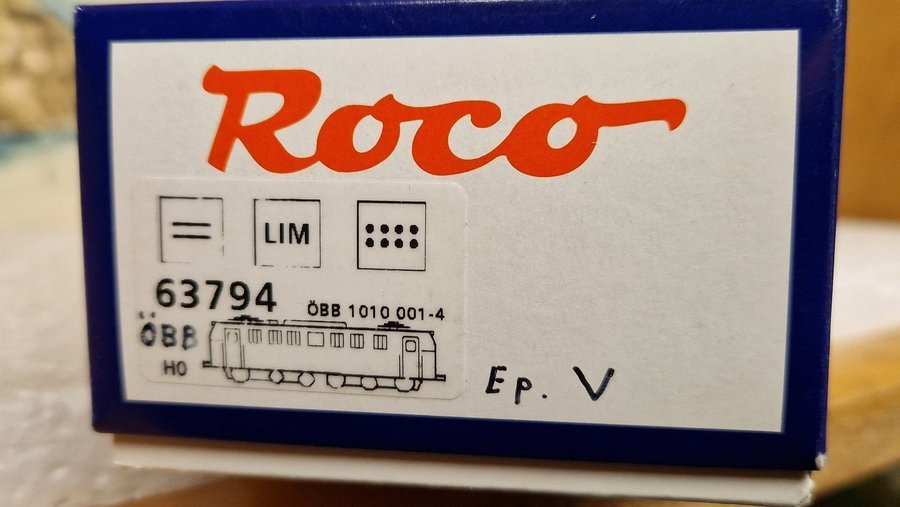 Roco
LIM
63794
ÖBB 1010 001-4
ÖBB
H0
Ep. V